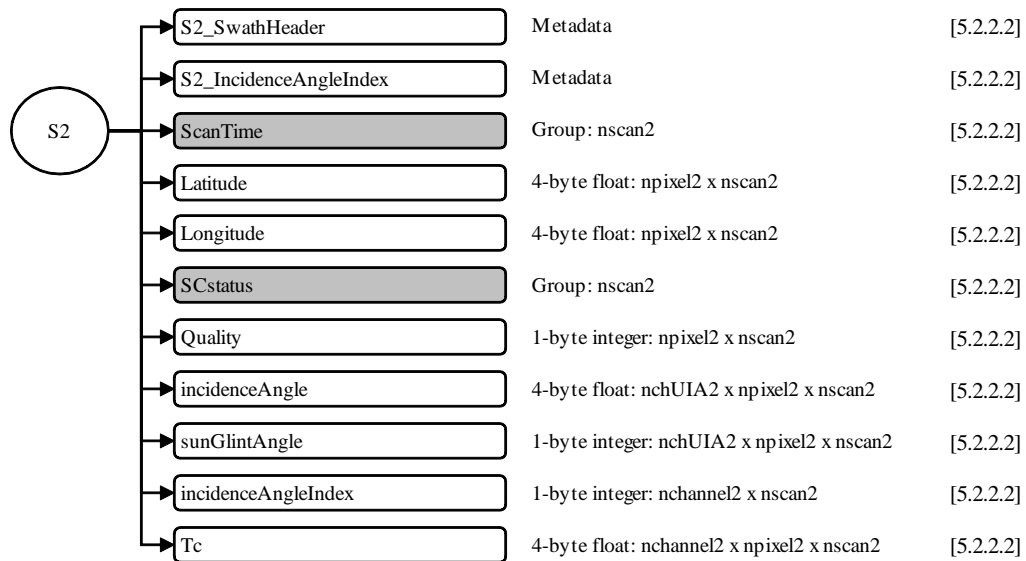 S2_SwathHeader Metadata [5.2.2.2]
S2_IncidenceAngleIndex Metadata [5.2.2.2]
S2
ScanTime Group: nscan2 [5.2.2.2]
Latitude 4-byte float: npixel2 x nscan2 [5.2.2.2]
Longitude 4-byte float: npixel2 x nscan2 [5.2.2.2]
SCstatus Group: nscan2 [5.2.2.2]
Quality 1-byte integer: npixel2 x nscan2 [5.2.2.2]
incidenceAngle 4-byte float: nchUIA2 x npixel2 x nscan2 [5.2.2.2]
sunGlintAngle 1-byte integer: nchUIA2 x npixel2 x nscan2 [5.2.2.2]
incidenceAngleIndex 1-byte integer: nchannel2 x nscan2 [5.2.2.2]
Tc 4-byte float: nchannel2 x npixel2 x nscan2 [5.2.2.2]